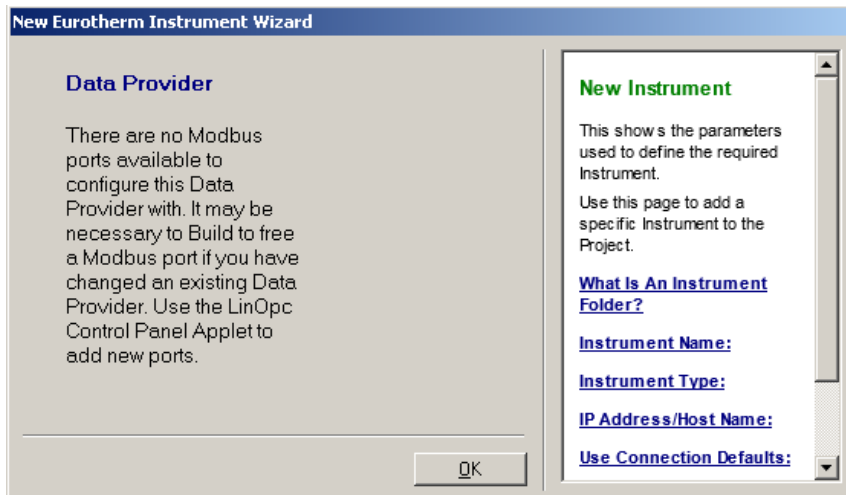 New Eurotherm Instrument Wizard
Data Provider
There are no Modbus
ports available to
configure this Data
Provider with. It may be
necessary to Build to free
a Modbus port if you have
changed an existing Data
Provider. Use the LinOpc
Control Panel Applet to
add new ports.
OK
New Instrument
This shows the parameters
used to define the required
Instrument.
Use this page to add a
specific Instrument to the
Project.
What Is An Instrument
Folder?
Instrument Name:
Instrument Type:
IP Address/Host Name:
Use Connection Defaults: